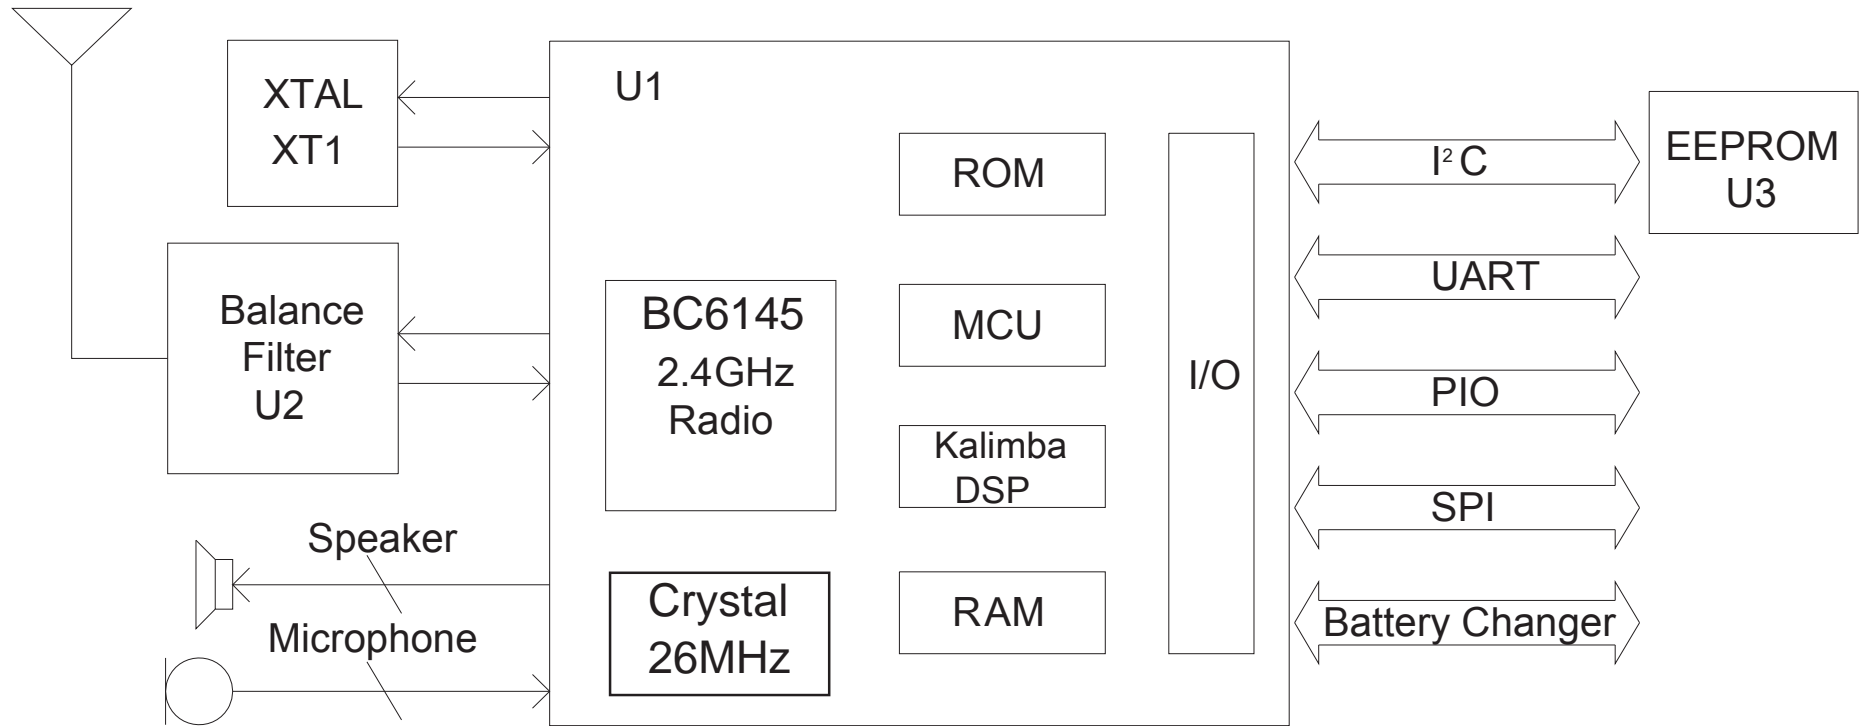 XTAL
XT1
Balance
Filter
U2
Speaker
Microphone
U1
BC6145
2.4GHz
Radio
Crystal
26MHz
ROM
MCU
Kalimba
DSP
RAM
I/O
I² C
UART
PIO
SPI
Battery Changer
EEPROM
U3